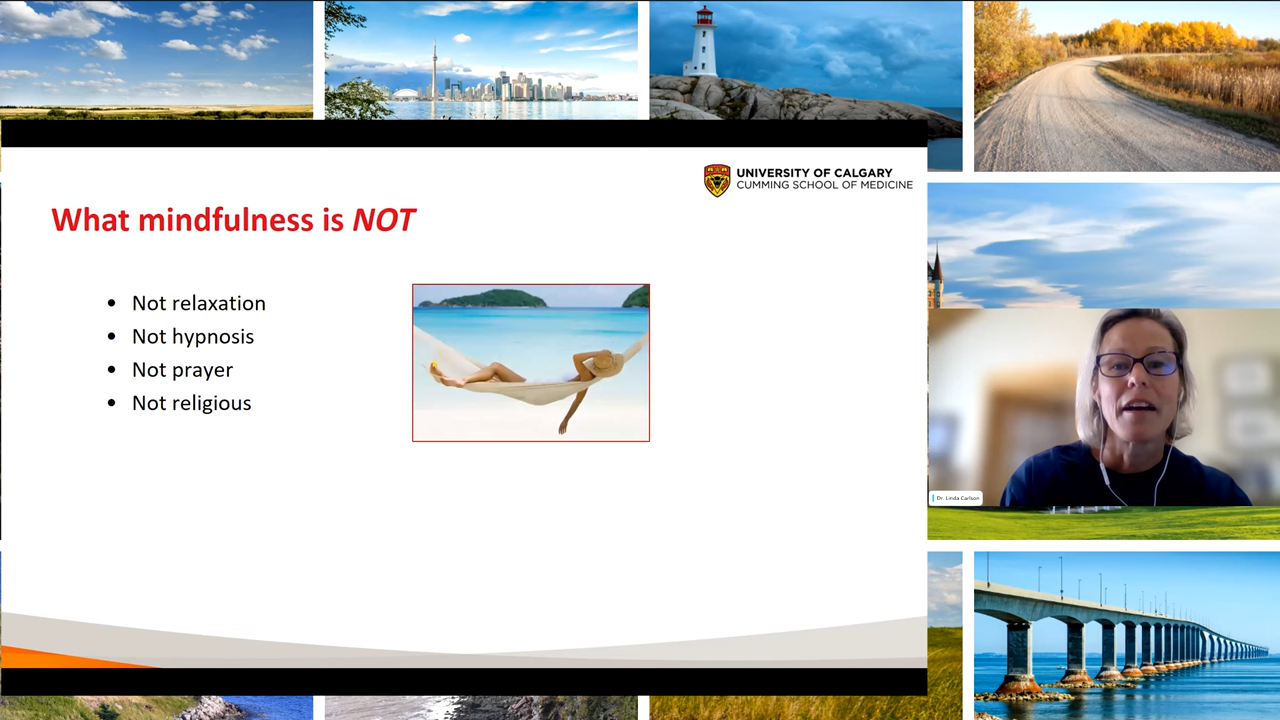 UNIVERSITY OF CALGARY
CUMMING SCHOOL OF MEDICINE
What mindfulness is NOT
• Not relaxation
• Not hypnosis
• Not prayer
• Not religious
Dr. Linda Carlson